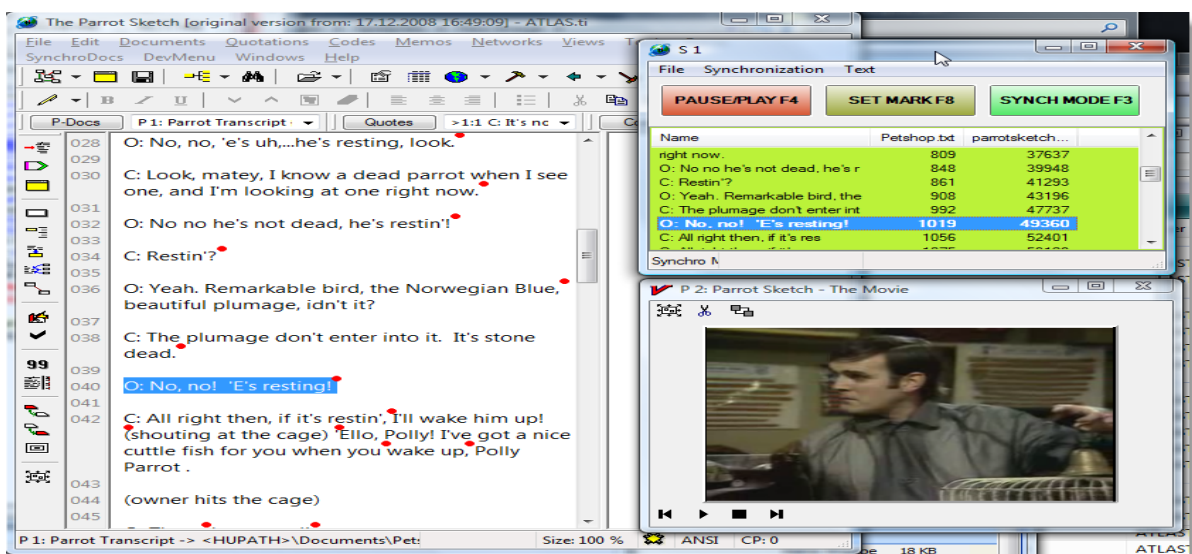 The Parrot Sketch [original version from: 17.12.2008 16:49:09] - ATLAS.ti
File Edit Documents Quotations Codes Memos Networks Views
SynchroDocs DevMenu Windows Help
B I U
P-Docs P 1: Parrot Transcript Quotes >1:1 C: It's nc
028 O: No, no, 'e's uh,...he's resting, look.
029
030 C: Look, matey, I know a dead parrot when I see
one, and I'm looking at one right now.
031
032 O: No no he's not dead, he's restin'!
033
034 C: Restin'?
035
036 O: Yeah. Remarkable bird, the Norwegian Blue,
beautiful plumage, idn't it?
037
038 C: The plumage don't enter into it. It's stone
dead.
039
040 O: No, no! 'E's resting!
041
042 C: All right then, if it's restin', I'll wake him up!
(shouting at the cage) 'Ello, Polly! I've got a nice
cuttle fish for you when you wake up, Polly
Parrot .
043
044 (owner hits the cage)
045
99
P 1: Parrot Transcript -> <HUPATH>\Documents\Pet: Size: 100 % ANSI CP: 0
S 1
File Synchronization Text
PAUSE/PLAY F4 SET MARK F8 SYNCH MODE F3
Name Petshop.txt parrotsketch...
right now. 809 37637
O: No no he's not dead, he's r 848 39948
C: Restin'? 861 41293
O: Yeah. Remarkable bird, the 908 43196
C: The plumage don't enter int 992 47737
O: No, no! 'E's resting! 1019 49360
C: All right then, if it's res 1056 52401
Synchro M
P 2: Parrot Sketch - The Movie
18 KB
ATLAS